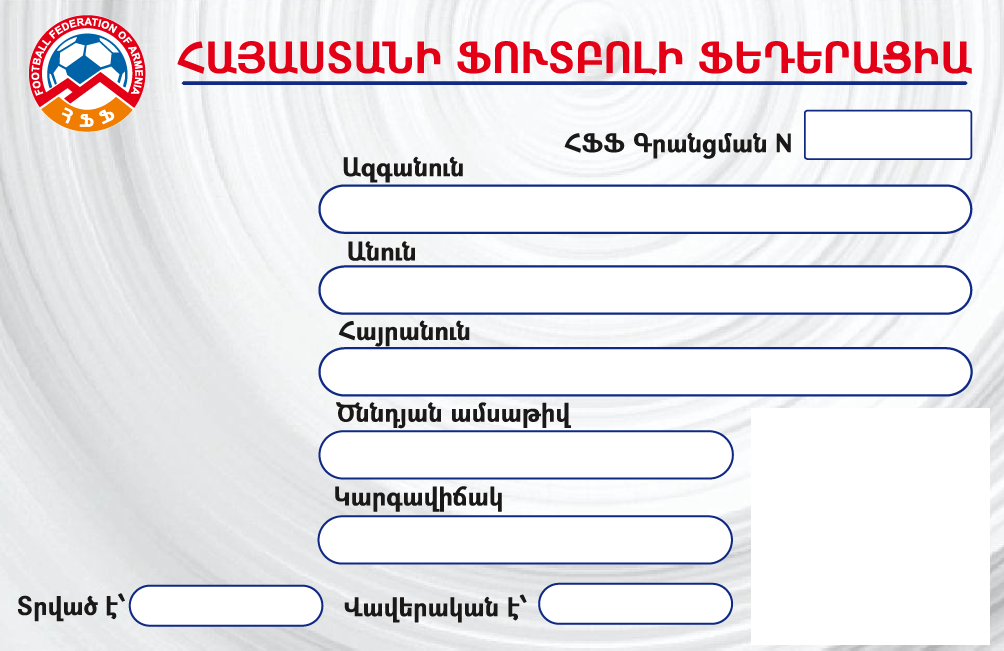 FOOTBALL FEDERATION OF ARMENIA
ՀՖՖ
ՀԱՅԱՍՏԱՆԻ ՖՈՒՏԲՈԼԻ ՖԵԴԵՐԱՑԻԱ
ՀՖՖ Գրանցման N
Ազգանուն
Անուն
Հայրանուն
Ծննդյան ամսաթիվ
Կարգավիճակ
Տրված է՝
Վավերական է՝